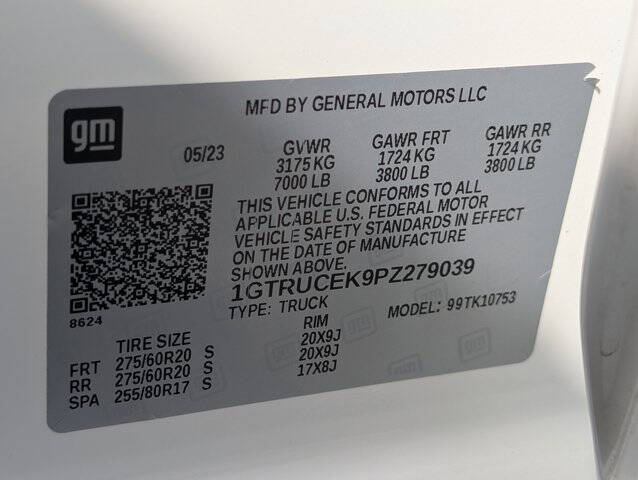 gm
MFD BY GENERAL MOTORS LLC
05/23
GVWR GAWR FRT GAWR RR
3175 KG 1724 KG 1724 KG
7000 LB 3800 LB 3800 LB
THIS VEHICLE CONFORMS TO ALL
APPLICABLE U.S. FEDERAL MOTOR
VEHICLE SAFETY STANDARDS IN EFFECT
ON THE DATE OF MANUFACTURE
SHOWN ABOVE.
1GTRUCEK9PZ279039
TYPE: TRUCK MODEL: 99TK10753
8624
TIRE SIZE RIM
FRT 275/60R20 S 20X9J
RR 275/60R20 S 20X9J
SPA 255/80R17 S 17X8J